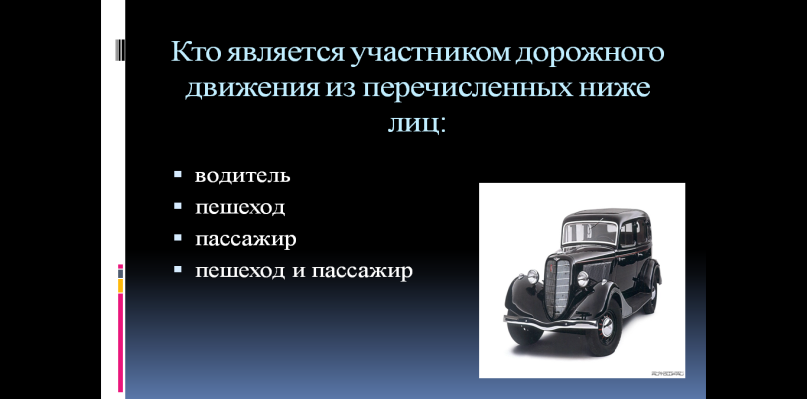 Кто является участником дорожного
движения из перечисленных ниже
лиц:
водитель
пешеход
пассажир
пешеход и пассажир